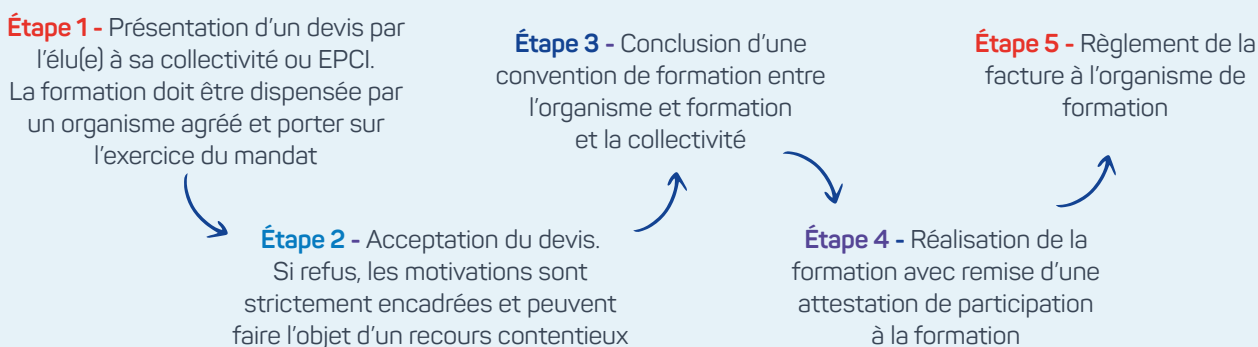 Étape 1 - Présentation d'un devis par
l'élu(e) à sa collectivité ou EPCI.
La formation doit être dispensée par
un organisme agréé et porter sur
l'exercice du mandat
Étape 2 - Acceptation du devis.
Si refus, les motivations sont
strictement encadrées et peuvent
faire l'objet d'un recours contentieux
Étape 3 - Conclusion d'une
convention de formation entre
l'organisme et formation
et la collectivité
Étape 4 - Réalisation de la
formation avec remise d'une
attestation de participation
à la formation
Étape 5 - Règlement de la
facture à l'organisme de
formation